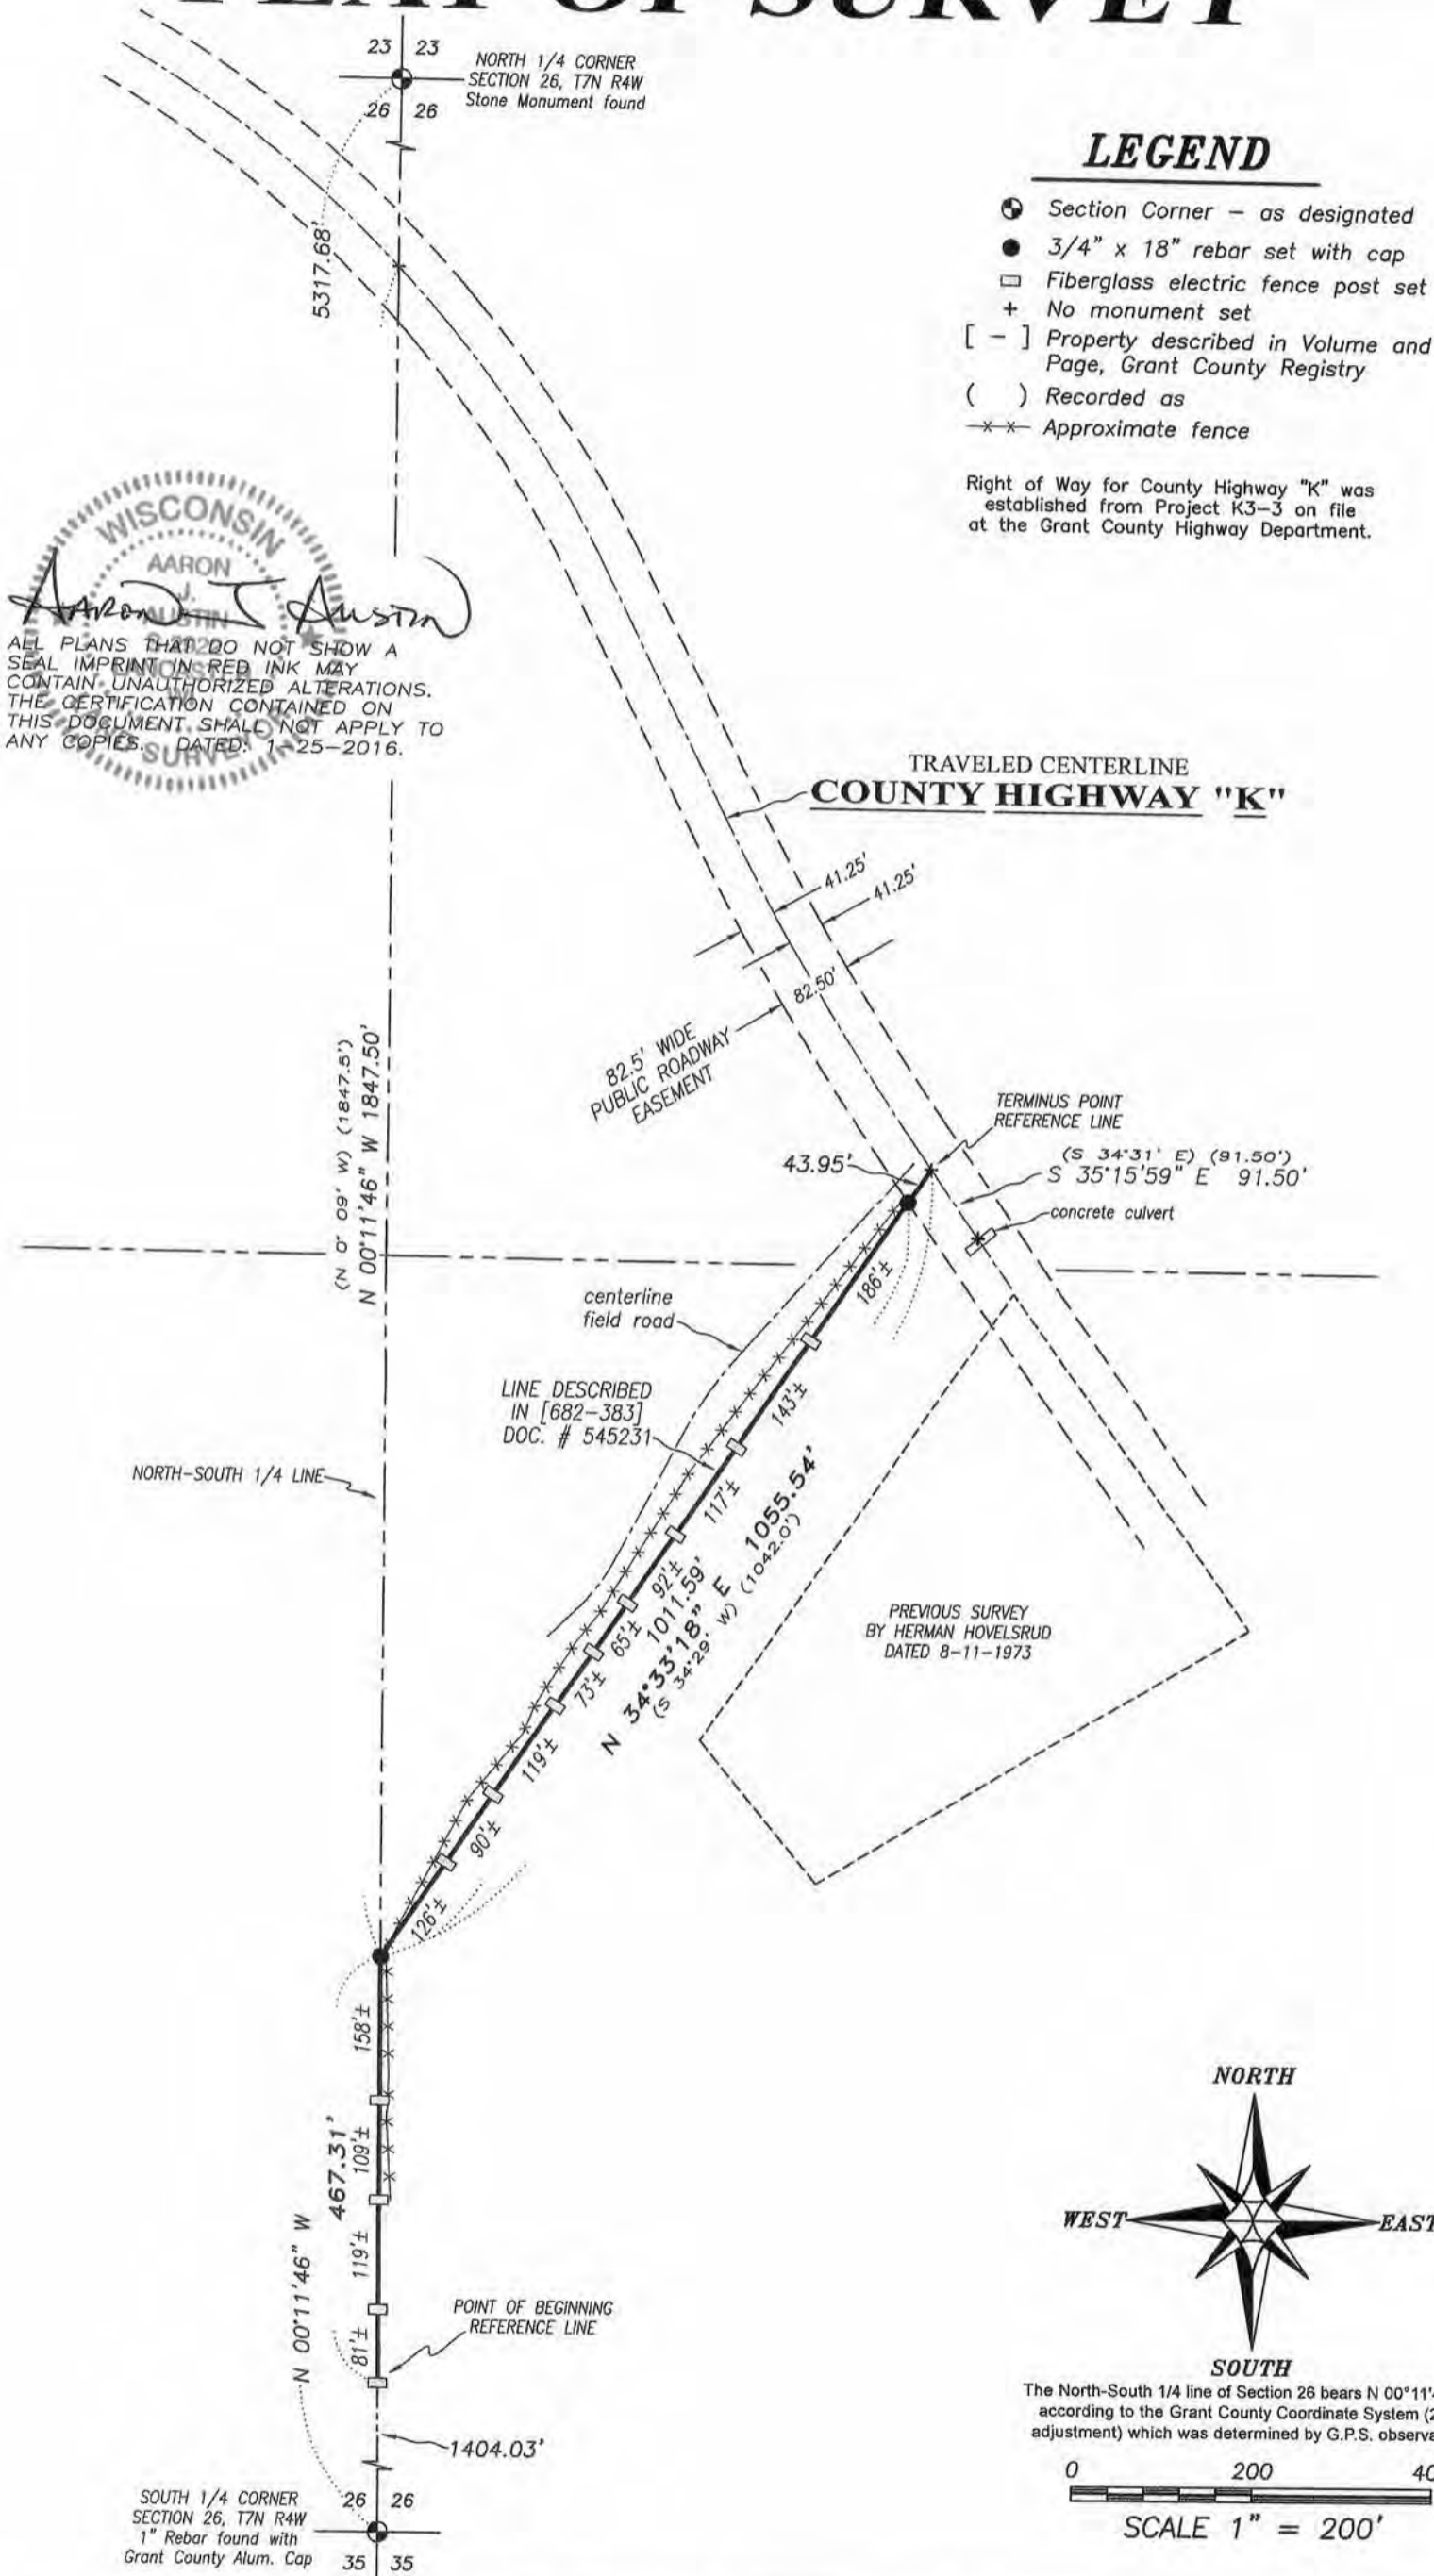 PLAT OF SURVEY
23 23
NORTH 1/4 CORNER
SECTION 26, T7N R4W
Stone Monument found
26 26
5317.68'
LEGEND
Section Corner – as designated
3/4" x 18" rebar set with cap
Fiberglass electric fence post set
+ No monument set
[ - ] Property described in Volume and
Page, Grant County Registry
( ) Recorded as
-x-x- Approximate fence
Right of Way for County Highway "K" was
established from Project K3-3 on file
at the Grant County Highway Department.
WISCONSIN
AARON
J.
AUSTIN
LAND SURVEYOR
Aaron J Austin
ALL PLANS THAT DO NOT SHOW A
SEAL IMPRINT IN RED INK MAY
CONTAIN UNAUTHORIZED ALTERATIONS.
THE CERTIFICATION CONTAINED ON
THIS DOCUMENT SHALL NOT APPLY TO
ANY COPIES. DATED: 1-25-2016.
TRAVELED CENTERLINE
COUNTY HIGHWAY "K"
41.25'
41.25'
82.50'
82.5' WIDE
PUBLIC ROADWAY
EASEMENT
(N 0° 09' W) (1847.5')
N 00°11'46" W 1847.50'
TERMINUS POINT
REFERENCE LINE
43.95'
(S 34°31' E) (91.50')
S 35°15'59" E 91.50'
concrete culvert
186'±
centerline
field road
LINE DESCRIBED
IN [682-383]
DOC. # 545231
143'±
117'±
NORTH-SOUTH 1/4 LINE
92'±
1011.59'
N 34°33'18" E 1055.54'
(S 34°29' W) (1042.0')
65'±
73'±
119'±
90'±
126'±
PREVIOUS SURVEY
BY HERMAN HOVELSRUD
DATED 8-11-1973
158'±
109'±
467.31'
119'±
N 00°11'46" W
81'±
POINT OF BEGINNING
REFERENCE LINE
1404.03'
NORTH
WEST
EAST
SOUTH
The North-South 1/4 line of Section 26 bears N 00°11'
according to the Grant County Coordinate System (2
adjustment) which was determined by G.P.S. observa
0 200 40
SCALE 1" = 200'
SOUTH 1/4 CORNER
SECTION 26, T7N R4W
1" Rebar found with
Grant County Alum. Cap
26 26
35 35